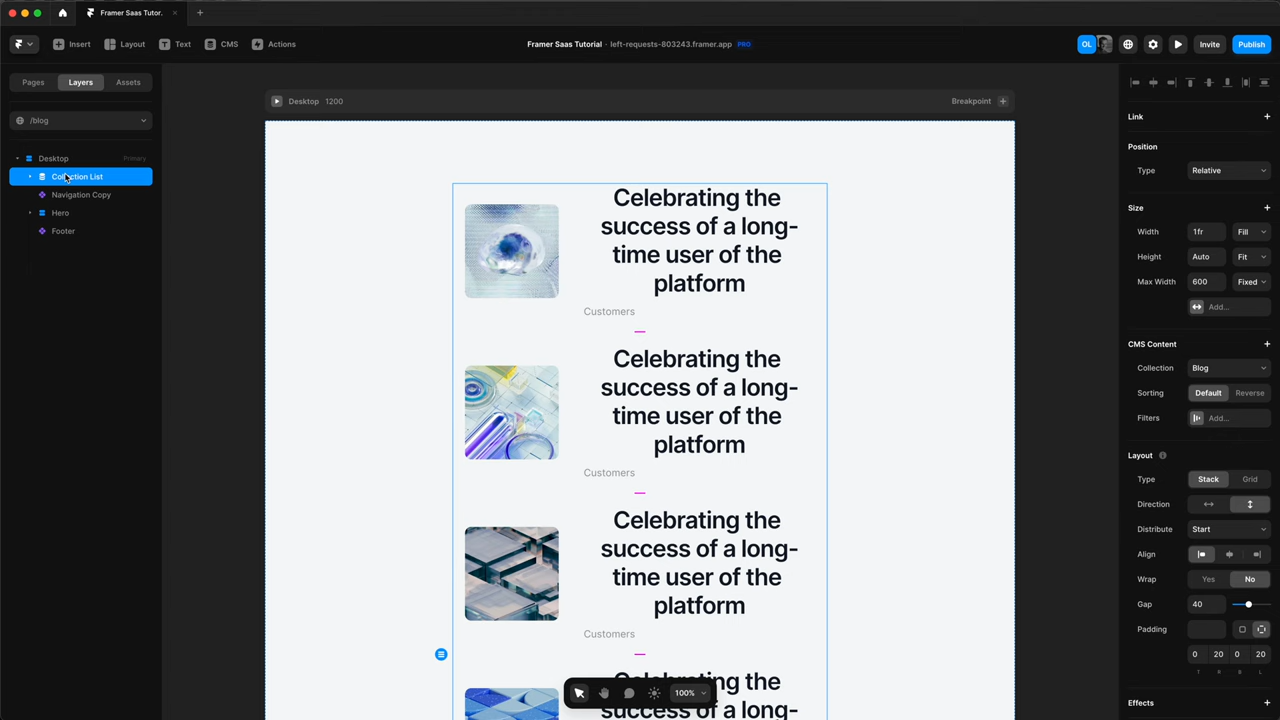 Framer Saas Tutor.
Insert
Layout
Text
CMS
Actions
Framer Saas Tutorial · left-requests-803243.framer.app PRO
OL
Invite
Publish
Pages
Layers
Assets
/blog
Desktop
Primary
Collection List
Navigation Copy
Hero
Footer
Desktop 1200
Breakpoint
Celebrating the
success of a long-
time user of the
platform
Customers
Celebrating the
success of a long-
time user of the
platform
Customers
Celebrating the
success of a long-
time user of the
platform
Customers
Celebrating the
success of a long-
100%
Link
Position
Type Relative
Size
Width 1fr Fill
Height Auto Fit
Max Width 600 Fixed
Add...
CMS Content
Collection Blog
Sorting Default Reverse
Filters Add...
Layout
Type Stack Grid
Direction
Distribute Start
Align
Wrap Yes No
Gap 40
Padding
0 20 0 20
T R B L
Effects